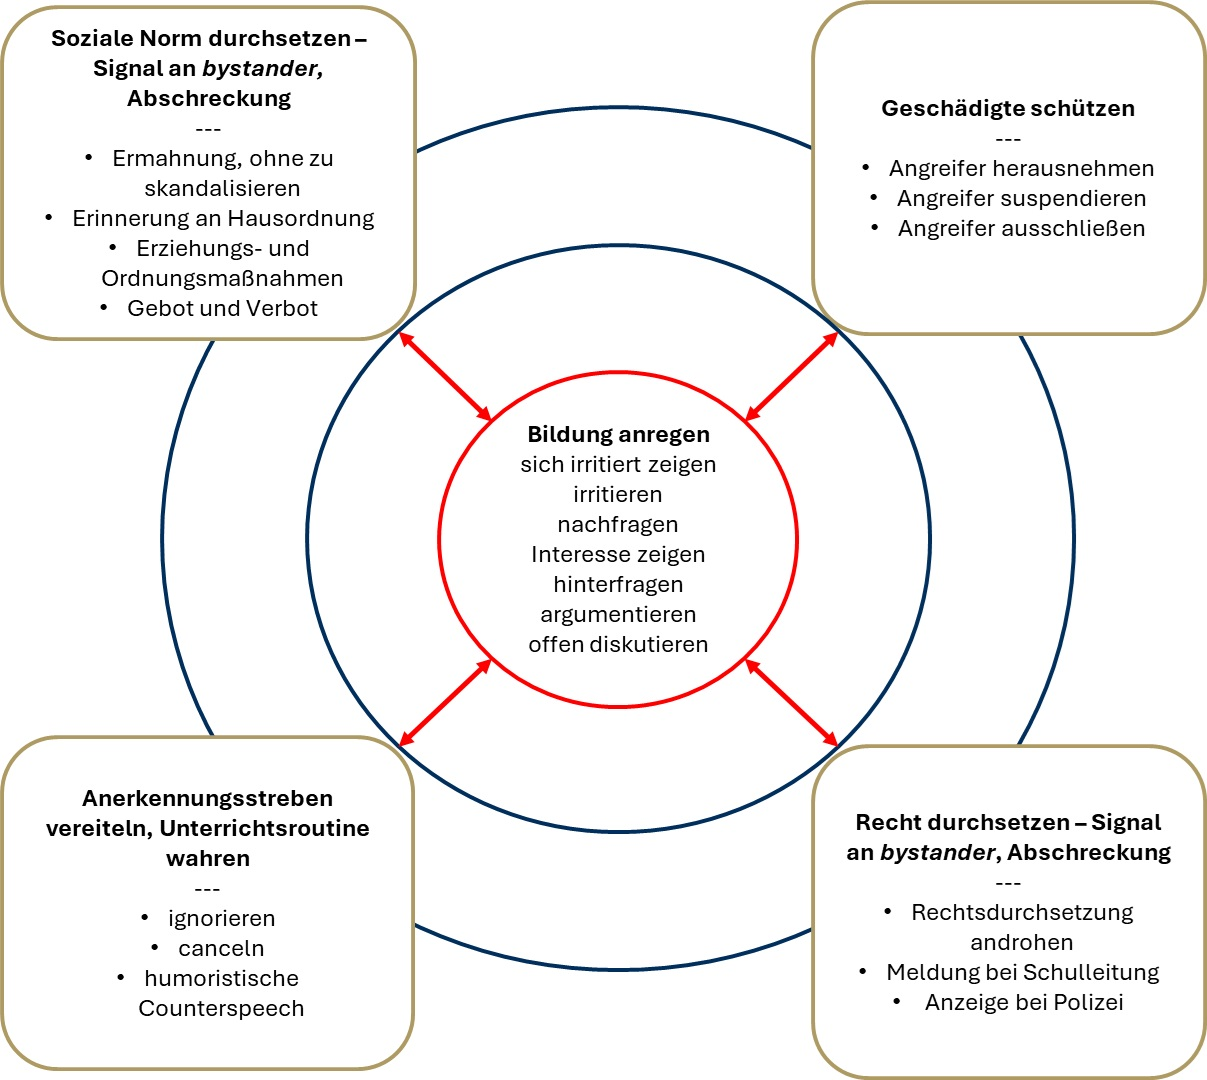 Soziale Norm durchsetzen –
Signal an bystander,
Abschreckung
---
• Ermahnung, ohne zu
skandalisieren
• Erinnerung an Hausordnung
• Erziehungs- und
Ordnungsmaßnahmen
• Gebot und Verbot
Geschädigte schützen
---
• Angreifer herausnehmen
• Angreifer suspendieren
• Angreifer ausschließen
Bildung anregen
sich irritiert zeigen
irritieren
nachfragen
Interesse zeigen
hinterfragen
argumentieren
offen diskutieren
Anerkennungsstreben
vereiteln, Unterrichtsroutine
wahren
---
• ignorieren
• canceln
• humoristische
Counterspeech
Recht durchsetzen – Signal
an bystander, Abschreckung
---
• Rechtsdurchsetzung
androhen
• Meldung bei Schulleitung
• Anzeige bei Polizei